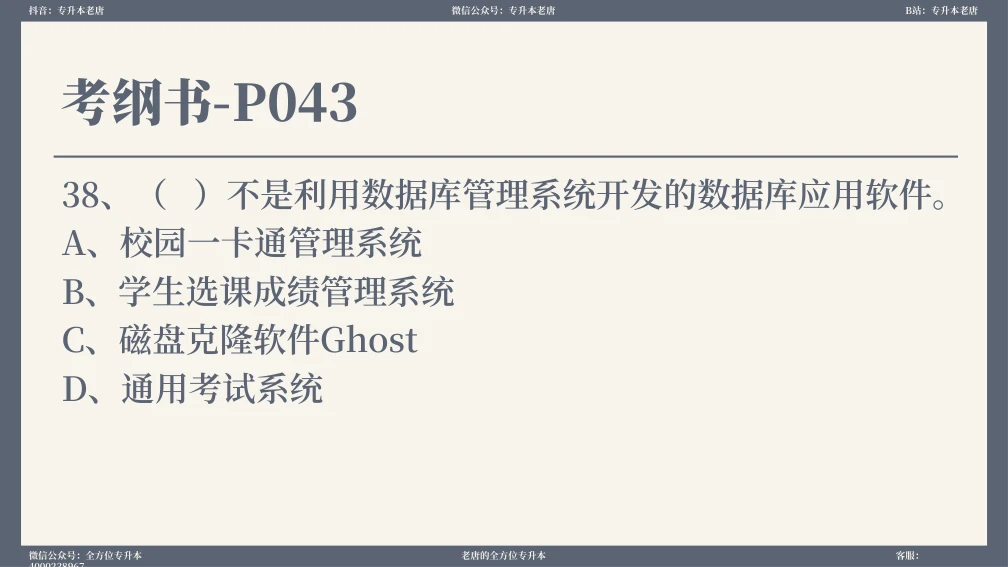 抖音：专升本老唐
微信公众号：专升本老唐
B站：专升本老唐
考纲书-P043
38、（ ）不是利用数据库管理系统开发的数据库应用软件。
A、校园一卡通管理系统
B、学生选课成绩管理系统
C、磁盘克隆软件Ghost
D、通用考试系统
微信公众号：全方位专升本
老唐的全方位专升本
客服：
4000238967